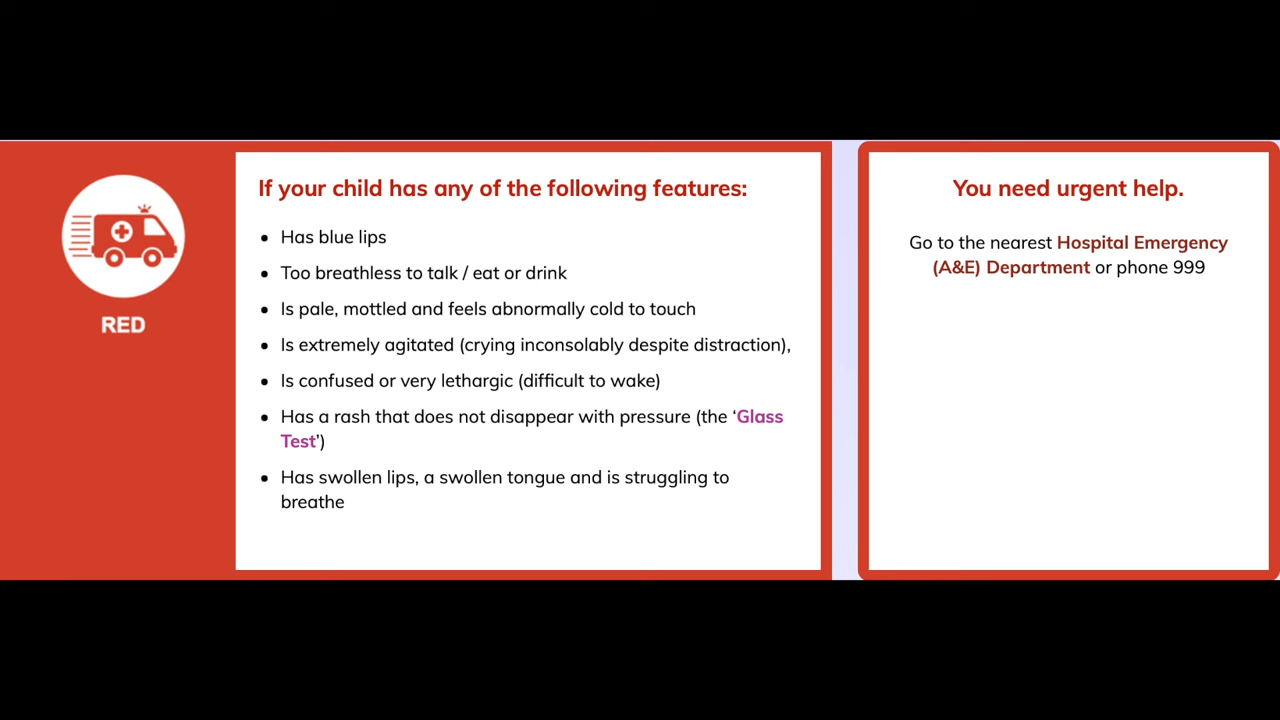 If your child has any of the following features:
• Has blue lips
• Too breathless to talk / eat or drink
• Is pale, mottled and feels abnormally cold to touch
• Is extremely agitated (crying inconsolably despite distraction),
• Is confused or very lethargic (difficult to wake)
• Has a rash that does not disappear with pressure (the ‘Glass
Test’)
• Has swollen lips, a swollen tongue and is struggling to
breathe
RED
You need urgent help.
Go to the nearest Hospital Emergency
(A&E) Department or phone 999